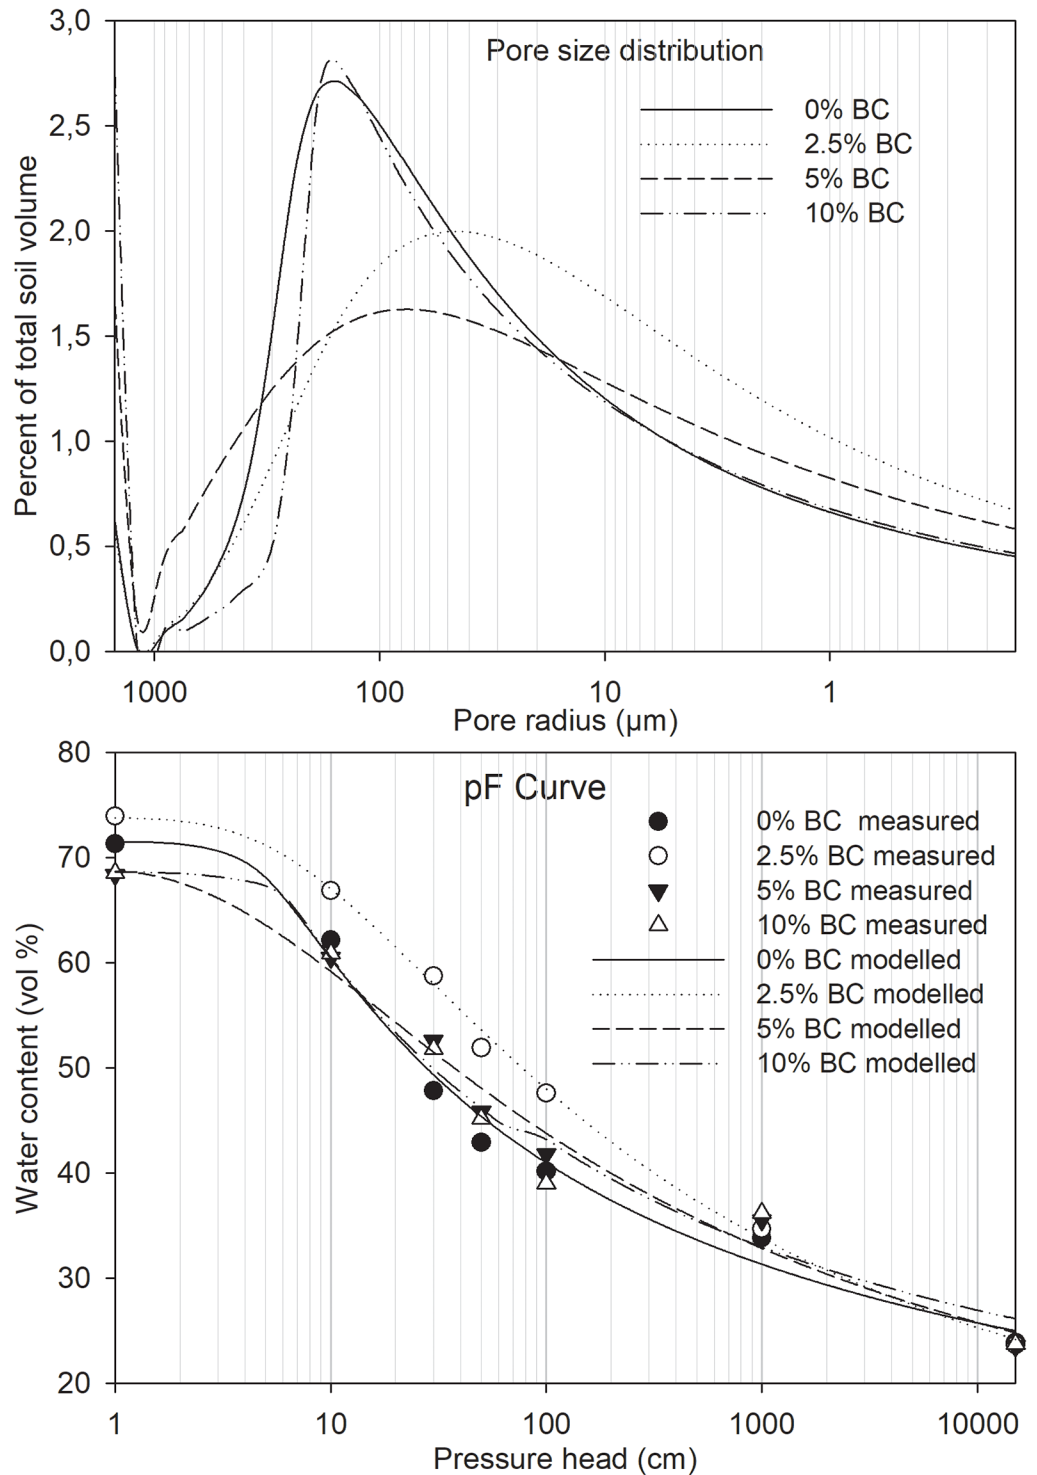 3,0
Pore size distribution
0% BC
2.5% BC
5% BC
10% BC
2,5
2,0
1,5
1,0
0,5
0,0
Percent of total soil volume
1000
100
10
1
Pore radius (µm)
80
pF Curve
0% BC measured
2.5% BC measured
5% BC measured
10% BC measured
0% BC modelled
2.5% BC modelled
5% BC modelled
10% BC modelled
70
60
50
40
30
20
Water content (vol %)
1
10
100
1000
10000
Pressure head (cm)